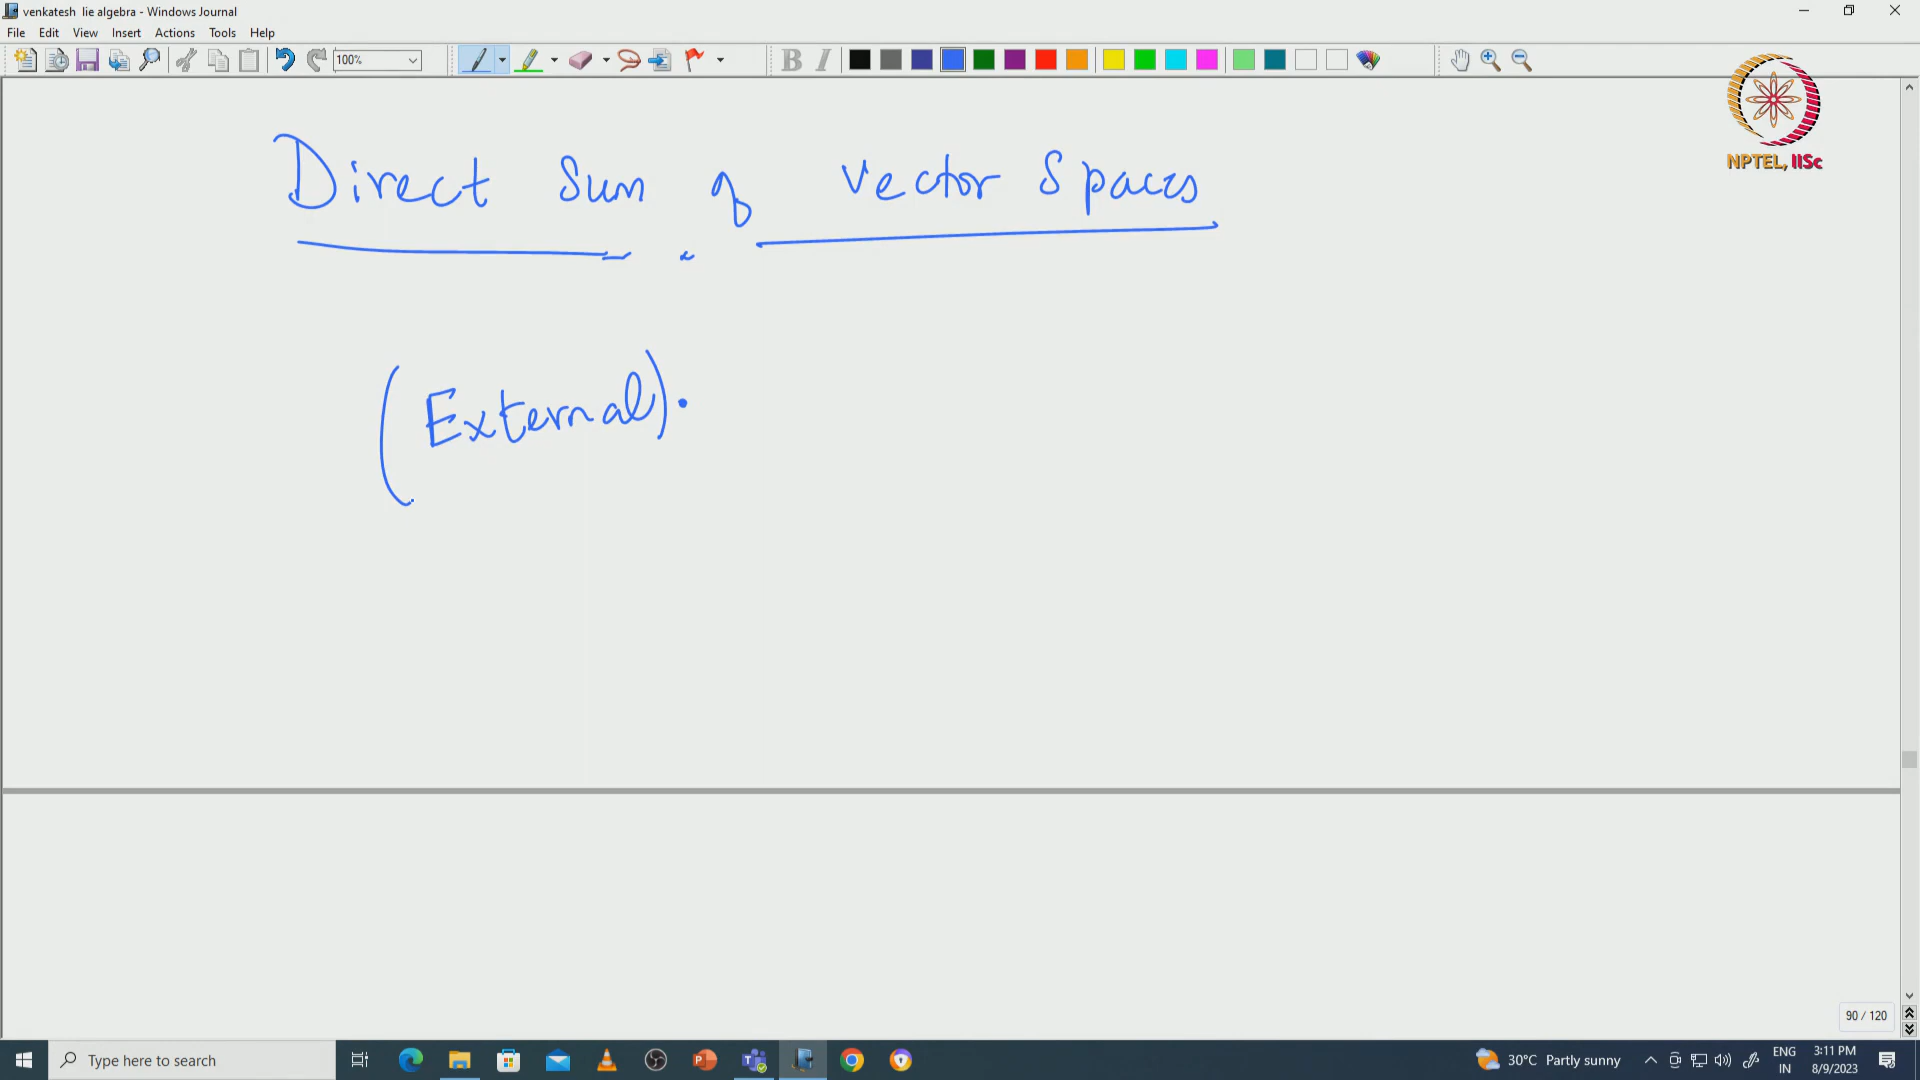 venkatesh lie algebra - Windows Journal
File Edit View Insert Actions Tools Help
100%
B I
NPTEL, IISc
Direct Sum of Vector Spaces
(External).
90 / 120
Type here to search
30°C Partly sunny
ENG
IN
3:11 PM
8/9/2023